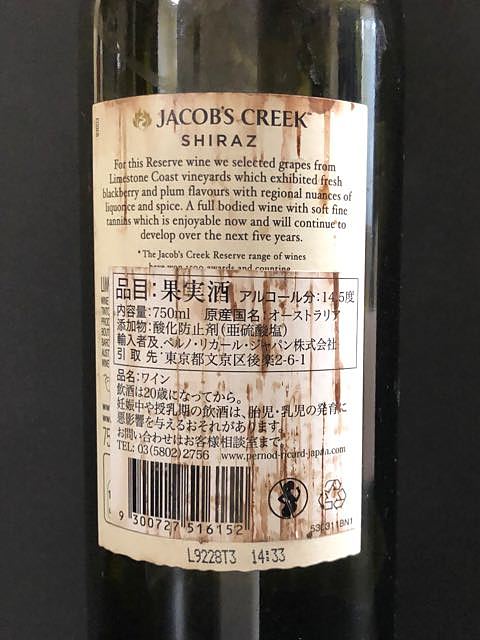 JACOB'S CREEK™
SHIRAZ
For this Reserve wine we selected grapes from
Limestone Coast vineyards which exhibited fresh
blackberry and plum flavours with regional nuances of
liquorice and spice. A full bodied wine with soft fine
tannins which is enjoyable now and will continue to
develop over the next five years.
*The Jacob's Creek Reserve range of wines
品目:果実酒 アルコール分:14.5度
内容量:750ml 原産国名:オーストラリア
添加物:酸化防止剤(亜硫酸塩)
輸入者及 ペルノ・リカール・ジャパン株式会社
引取先:東京都文京区後楽2-6-1
品名:ワイン
飲酒は20歳になってから。
妊娠中や授乳期の飲酒は、胎児・乳児の発育に
悪影響を与えるおそれがあります。
お問い合わせはお客様相談室まで。
TEL: 03(5802)2756 www.pernod-ricard-japan.com
9 300727 516152
L9228T3 14:33